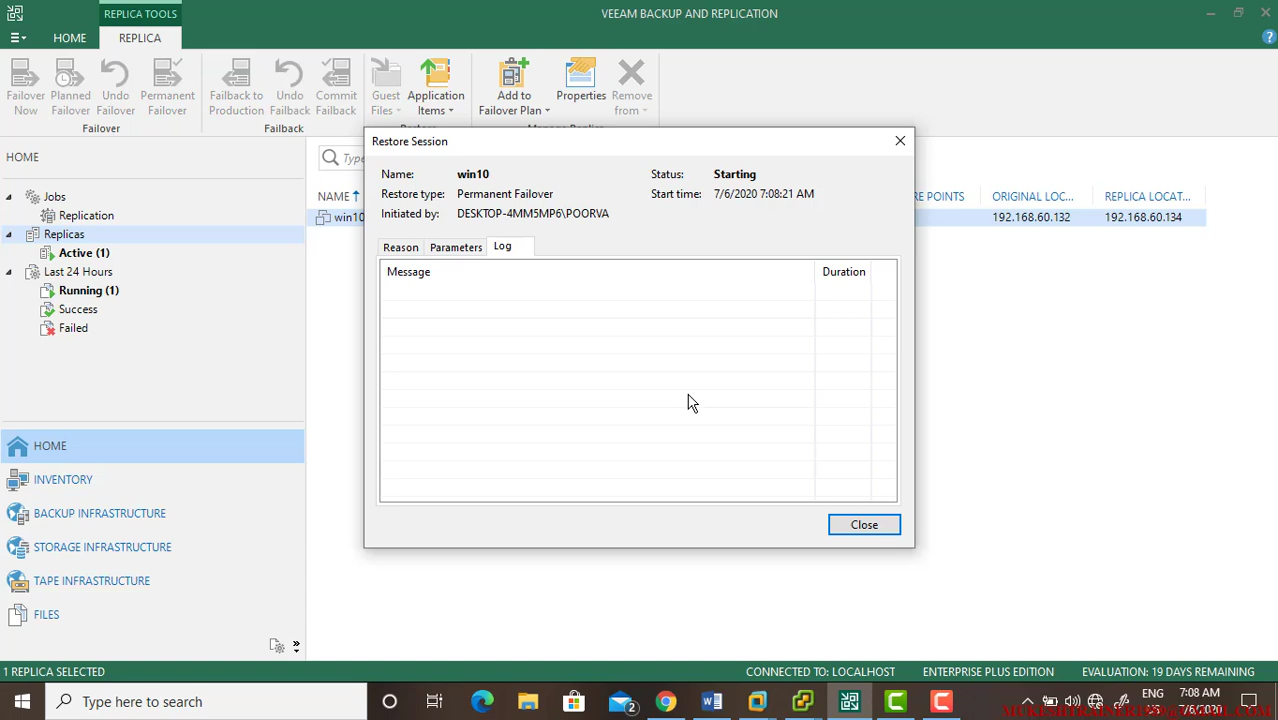 REPLICA TOOLS
VEEAM BACKUP AND REPLICATION
HOME
REPLICA
Failover Now
Planned Failover
Undo Failover
Permanent Failover
Failover
Failback to Production
Undo Failback
Commit Failback
Failback
Guest Files
Application Items
Add to Failover Plan
Properties
Remove from
HOME
Jobs
Replication
Replicas
Active (1)
Last 24 Hours
Running (1)
Success
Failed
HOME
INVENTORY
BACKUP INFRASTRUCTURE
STORAGE INFRASTRUCTURE
TAPE INFRASTRUCTURE
FILES
NAME
POINTS
ORIGINAL LOC...
REPLICA LOCAT...
win10
192.168.60.132
192.168.60.134
Restore Session
Name: win10
Status: Starting
Restore type: Permanent Failover
Start time: 7/6/2020 7:08:21 AM
Initiated by: DESKTOP-4MM5MP6\POORVA
Reason
Parameters
Log
Message
Duration
Close
1 REPLICA SELECTED
CONNECTED TO: LOCALHOST
ENTERPRISE PLUS EDITION
EVALUATION: 19 DAYS REMAINING
Type here to search
2
ENG
7:08 AM
7/6/2020